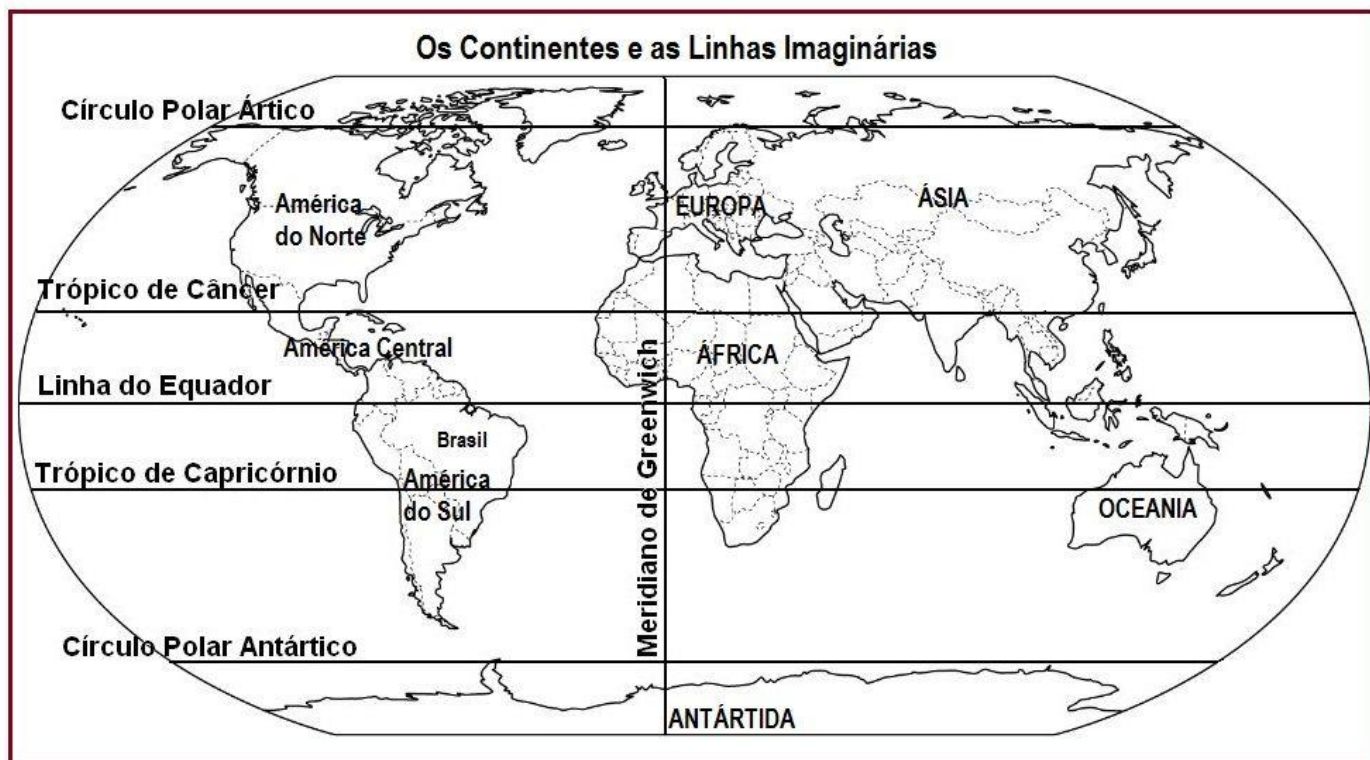 Os Continentes e as Linhas Imaginárias
Círculo Polar Ártico
América
do Norte
EUROPA
ÁSIA
Trópico de Câncer
América Central
ÁFRICA
Linha do Equador
Brasil
Trópico de Capricórnio
América
do Sul
OCEANIA
Meridiano de Greenwich
Círculo Polar Antártico
ANTÁRTIDA